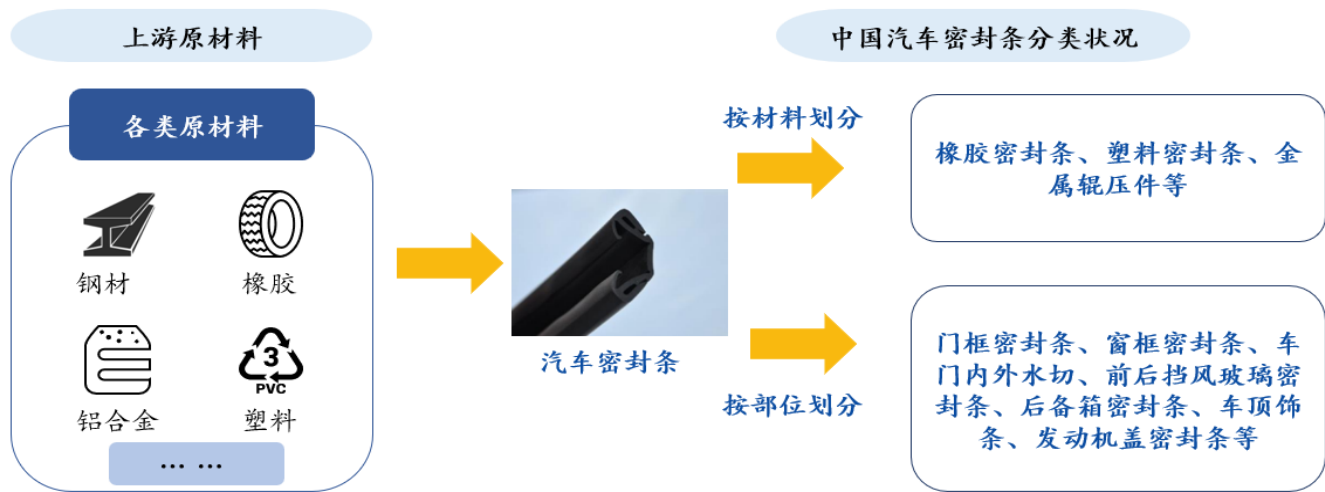 上游原材料
中国汽车密封条分类状况
各类原材料
钢材
橡胶
铝合金
3
PVC
塑料
… …
汽车密封条
按材料划分
橡胶密封条、塑料密封条、金
属辊压件等
按部位划分
门框密封条、窗框密封条、车
门内外水切、前后挡风玻璃密
封条、后备箱密封条、车顶饰
条、发动机盖密封条等